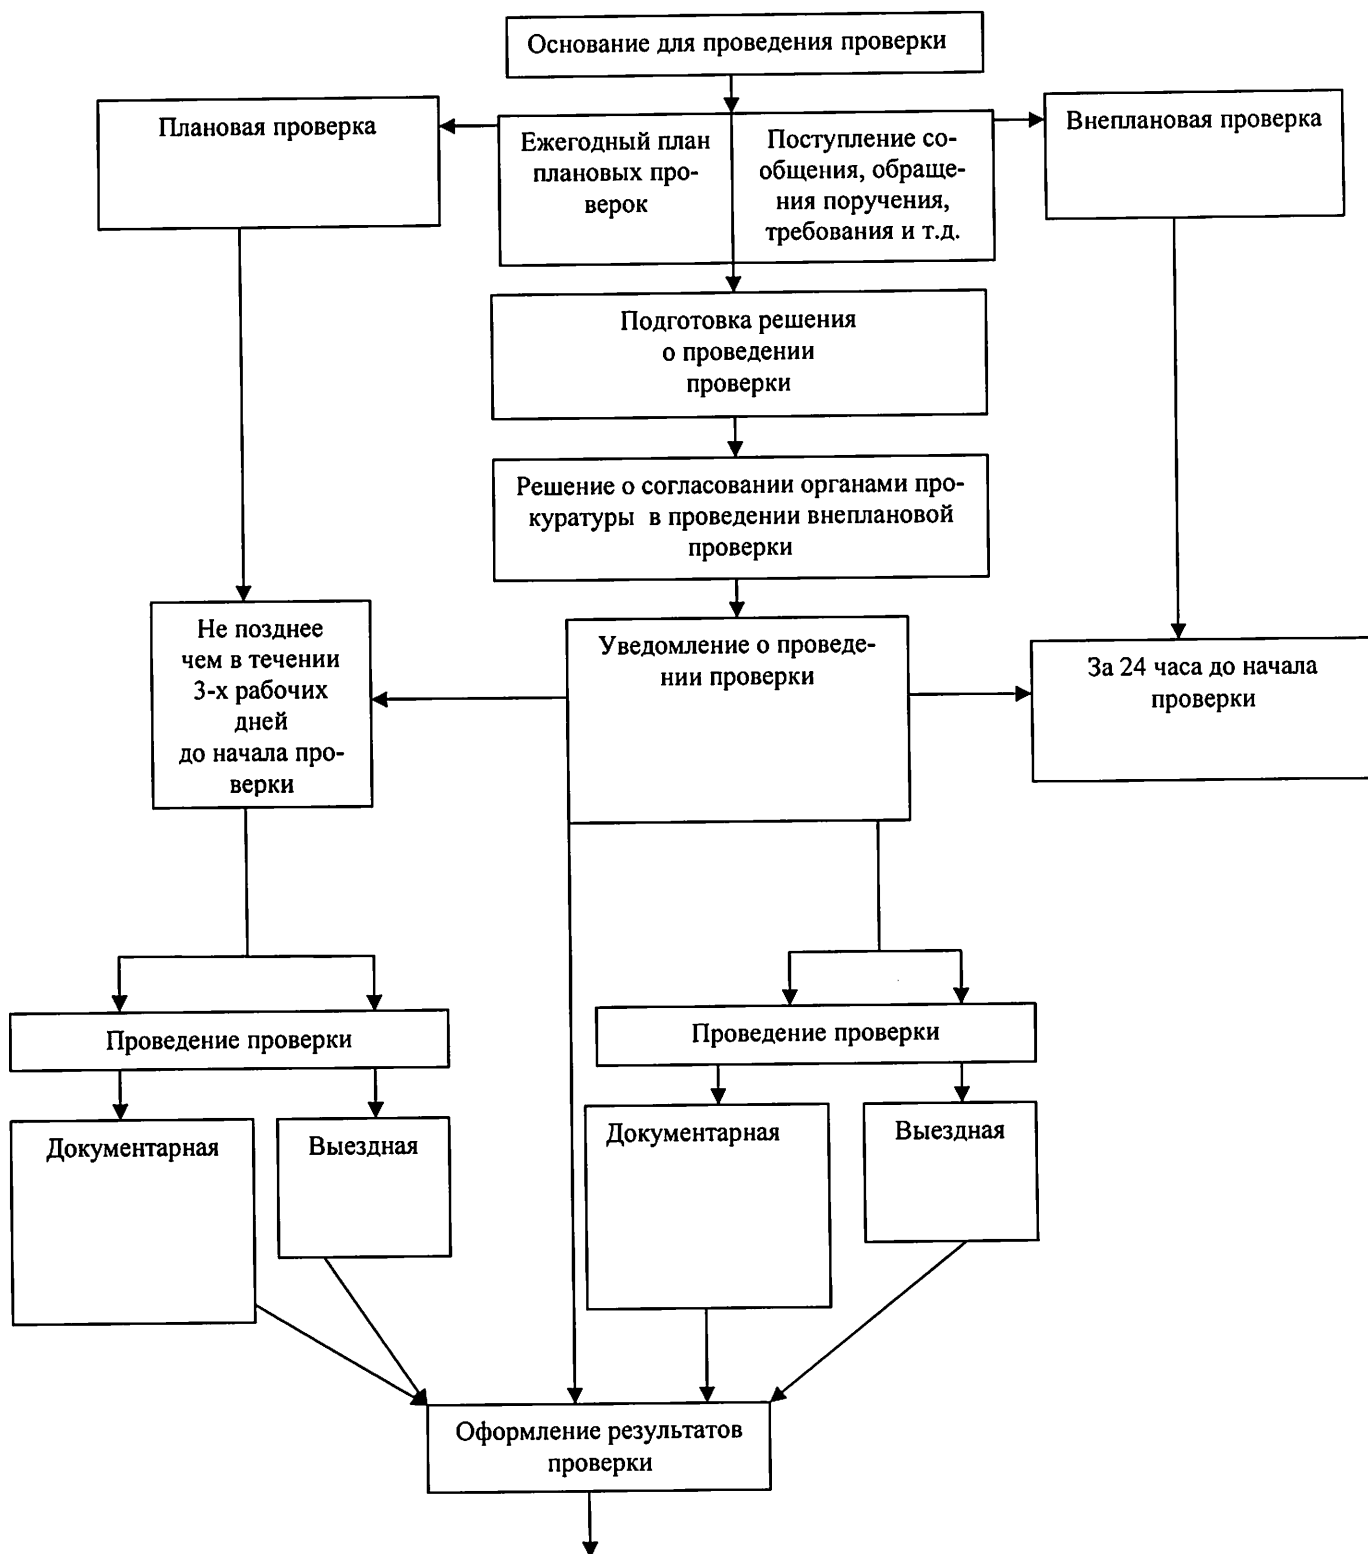 Основание для проведения проверки
Плановая проверка
Ежегодный план
плановых про-
верок
Поступление со-
общения, обраще-
ния поручения,
требования и т.д.
Внеплановая проверка
Подготовка решения
о проведении
проверки
Решение о согласовании органами про-
куратуры в проведении внеплановой
проверки
Не позднее
чем в течении
3-х рабочих
дней
до начала про-
верки
Уведомление о проведе-
нии проверки
За 24 часа до начала
проверки
Проведение проверки
Проведение проверки
Документарная
Выездная
Документарная
Выездная
Оформление результатов
проверки